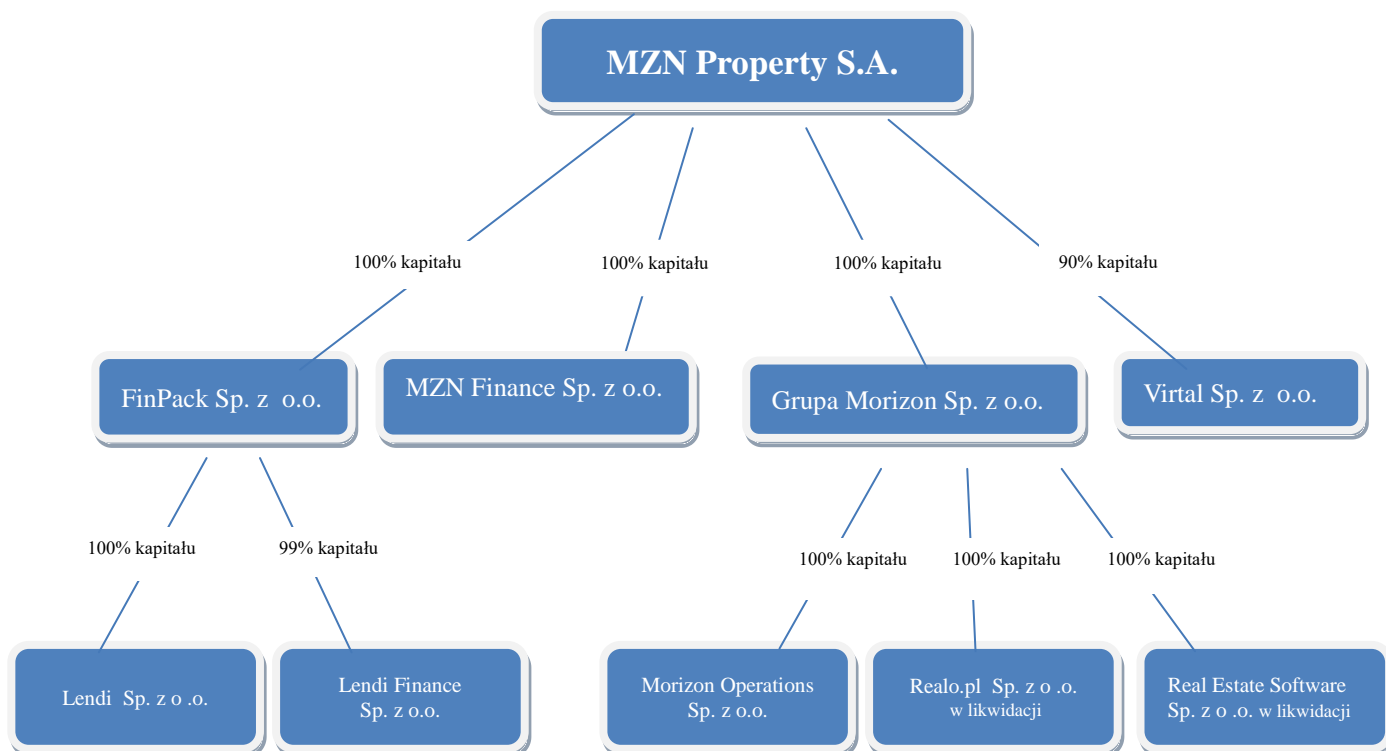 MZN Property S.A.
100% kapitału
100% kapitału
100% kapitału
90% kapitału
FinPack Sp. z o.o.
MZN Finance Sp. z o.o.
Grupa Morizon Sp. z o.o.
Virtal Sp. z o.o.
100% kapitału
99% kapitału
100% kapitału
100% kapitału
100% kapitału
Lendi Sp. z o .o.
Lendi Finance
Sp. z o.o.
Morizon Operations
Sp. z o.o.
Realo.pl Sp. z o .o.
w likwidacji
Real Estate Software
Sp. z o .o. w likwidacji